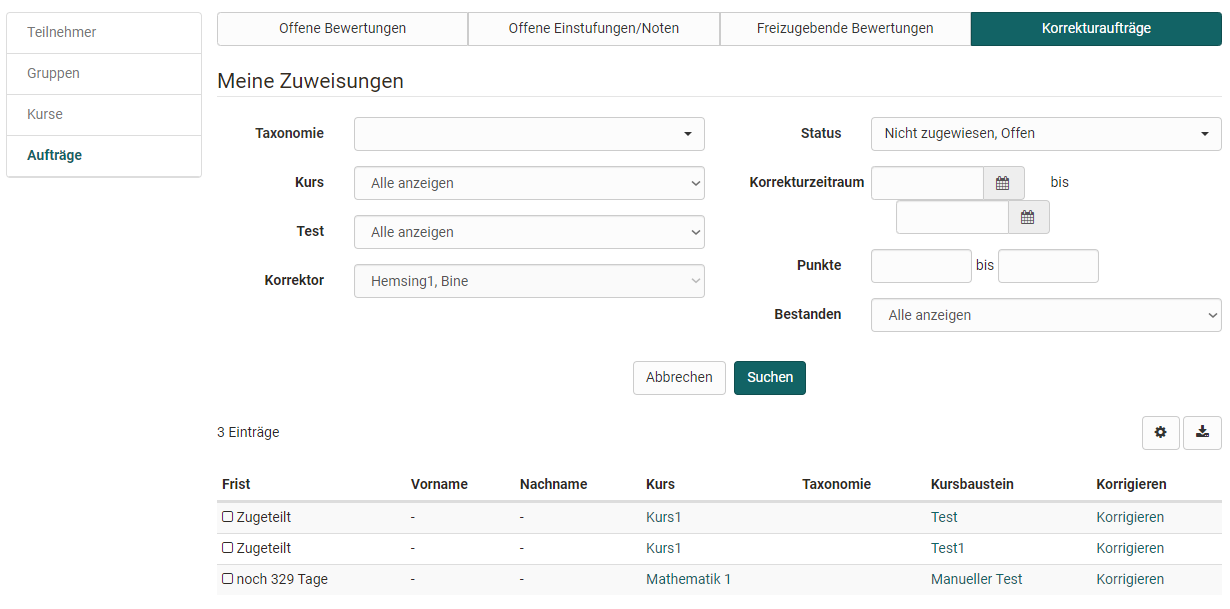 Teilnehmer
Gruppen
Kurse
Aufträge
Offene Bewertungen Offene Einstufungen/Noten Freizugebende Bewertungen Korrekturaufträge
Meine Zuweisungen
Taxonomie
Kurs Alle anzeigen
Test Alle anzeigen
Korrektor Hemsing1, Bine
Status Nicht zugewiesen, Offen
Korrekturzeitraum bis
Punkte bis
Bestanden Alle anzeigen
Abbrechen Suchen
3 Einträge
Frist Vorname Nachname Kurs Taxonomie Kursbaustein Korrigieren
Zugeteilt - - Kurs1 Test Korrigieren
Zugeteilt - - Kurs1 Test1 Korrigieren
noch 329 Tage - - Mathematik 1 Manueller Test Korrigieren